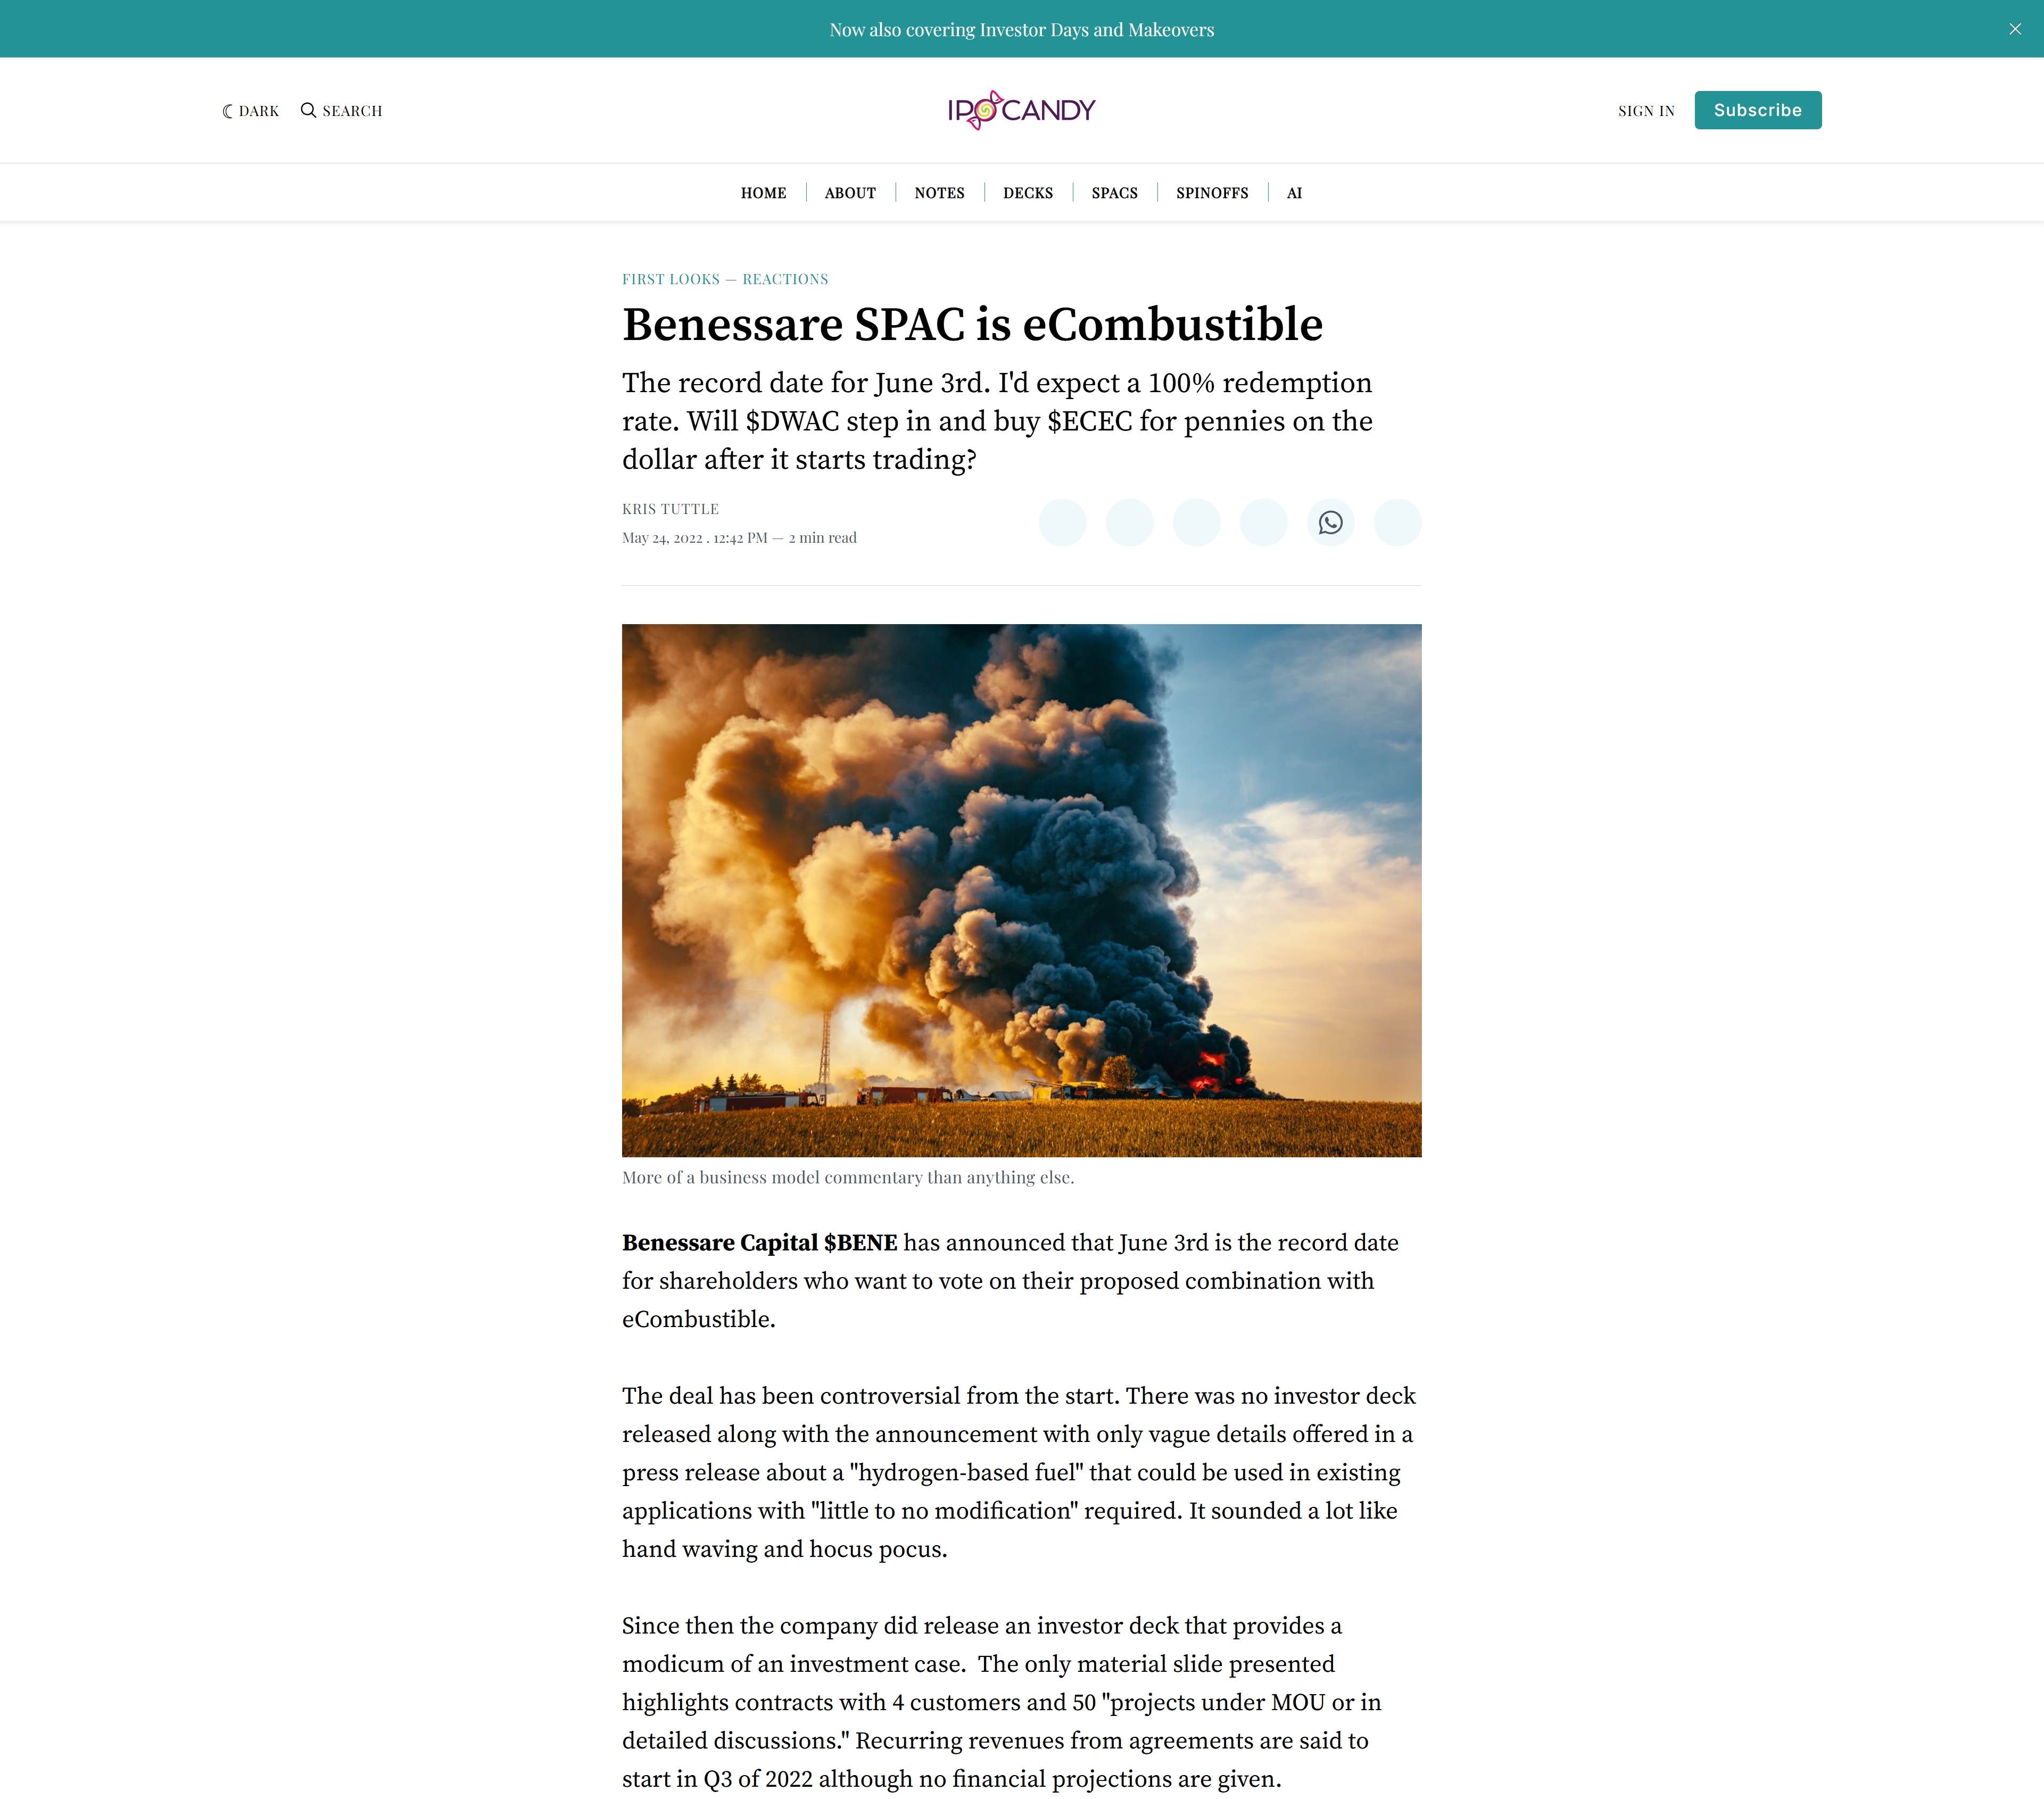 Now also covering Investor Days and Makeovers
DARK
SEARCH
IPOCANDY
SIGN IN
Subscribe
HOME
ABOUT
NOTES
DECKS
SPACS
SPINOFFS
AI
FIRST LOOKS — REACTIONS
Benessare SPAC is eCombustible
The record date for June 3rd. I'd expect a 100% redemption
rate. Will $DWAC step in and buy $ECEC for pennies on the
dollar after it starts trading?
KRIS TUTTLE
May 24, 2022 . 12:42 PM — 2 min read
More of a business model commentary than anything else.
Benessare Capital $BENE has announced that June 3rd is the record date
for shareholders who want to vote on their proposed combination with
eCombustible.
The deal has been controversial from the start. There was no investor deck
released along with the announcement with only vague details offered in a
press release about a "hydrogen-based fuel" that could be used in existing
applications with "little to no modification" required. It sounded a lot like
hand waving and hocus pocus.
Since then the company did release an investor deck that provides a
modicum of an investment case.  The only material slide presented
highlights contracts with 4 customers and 50 "projects under MOU or in
detailed discussions." Recurring revenues from agreements are said to
start in Q3 of 2022 although no financial projections are given.